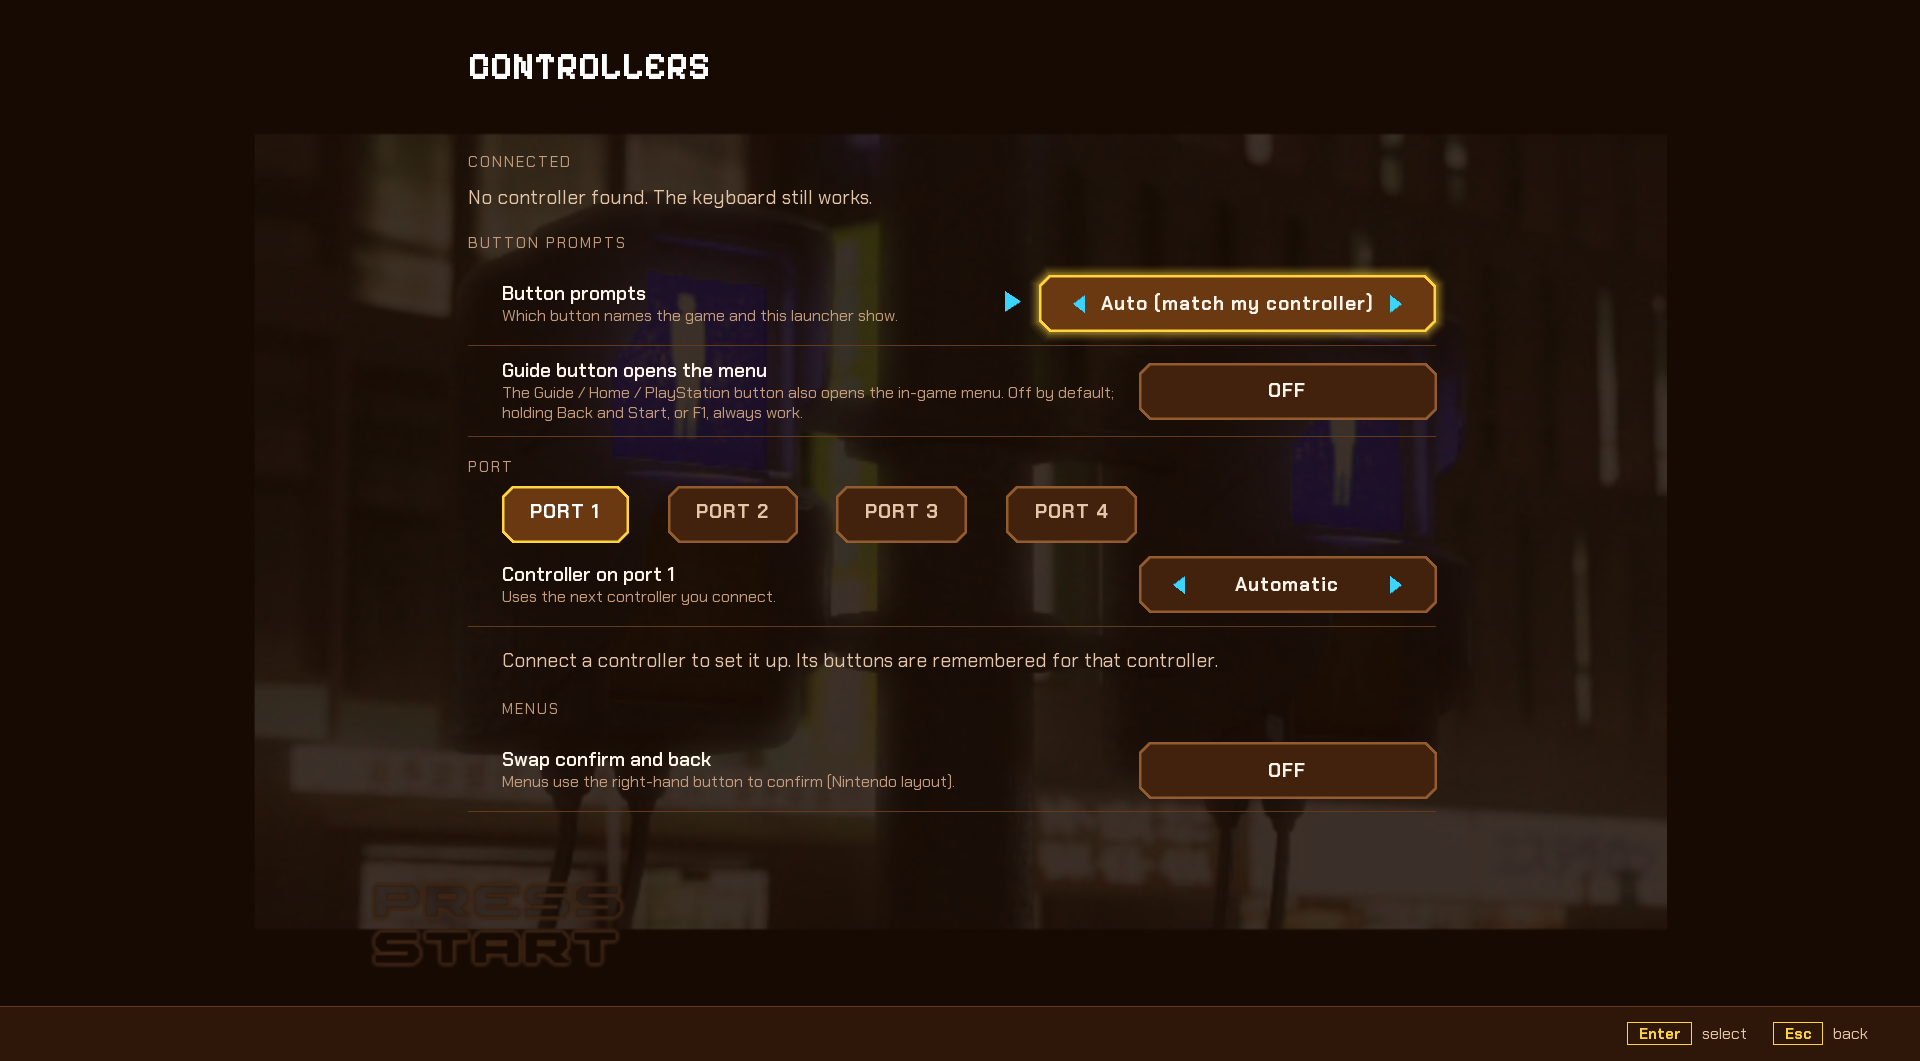 CONTROLLERS
CONNECTED
No controller found. The keyboard still works.
BUTTON PROMPTS
Button prompts
Which button names the game and this launcher show.
Auto (match my controller)
Guide button opens the menu
The Guide / Home / PlayStation button also opens the in-game menu. Off by default;
holding Back and Start, or F1, always work.
OFF
PORT
PORT 1
PORT 2
PORT 3
PORT 4
Controller on port 1
Uses the next controller you connect.
Automatic
Connect a controller to set it up. Its buttons are remembered for that controller.
MENUS
Swap confirm and back
Menus use the right-hand button to confirm (Nintendo layout).
OFF
PRESS
START
Enter select Esc back